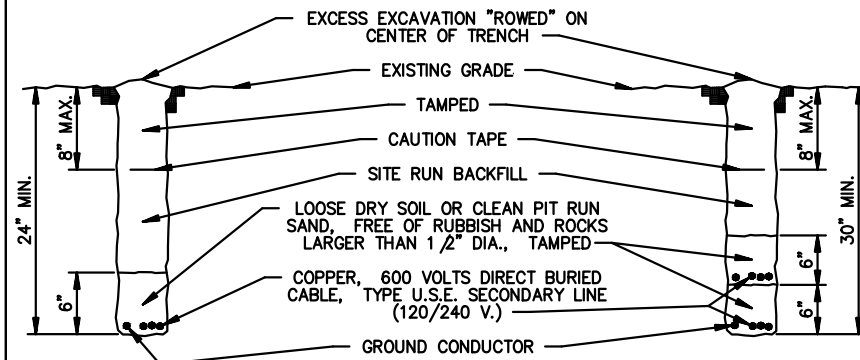 EXCESS EXCAVATION "ROWED" ON
CENTER OF TRENCH
EXISTING GRADE
TAMPED
CAUTION TAPE
SITE RUN BACKFILL
LOOSE DRY SOIL OR CLEAN PIT RUN
SAND, FREE OF RUBBISH AND ROCKS
LARGER THAN 1/2" DIA., TAMPED
COPPER, 600 VOLTS DIRECT BURIED
CABLE, TYPE U.S.E. SECONDARY LINE
(120/240 V.)
GROUND CONDUCTOR
24" MIN.
8" MAX.
6"
8" MAX.
30" MIN.
6"
6"